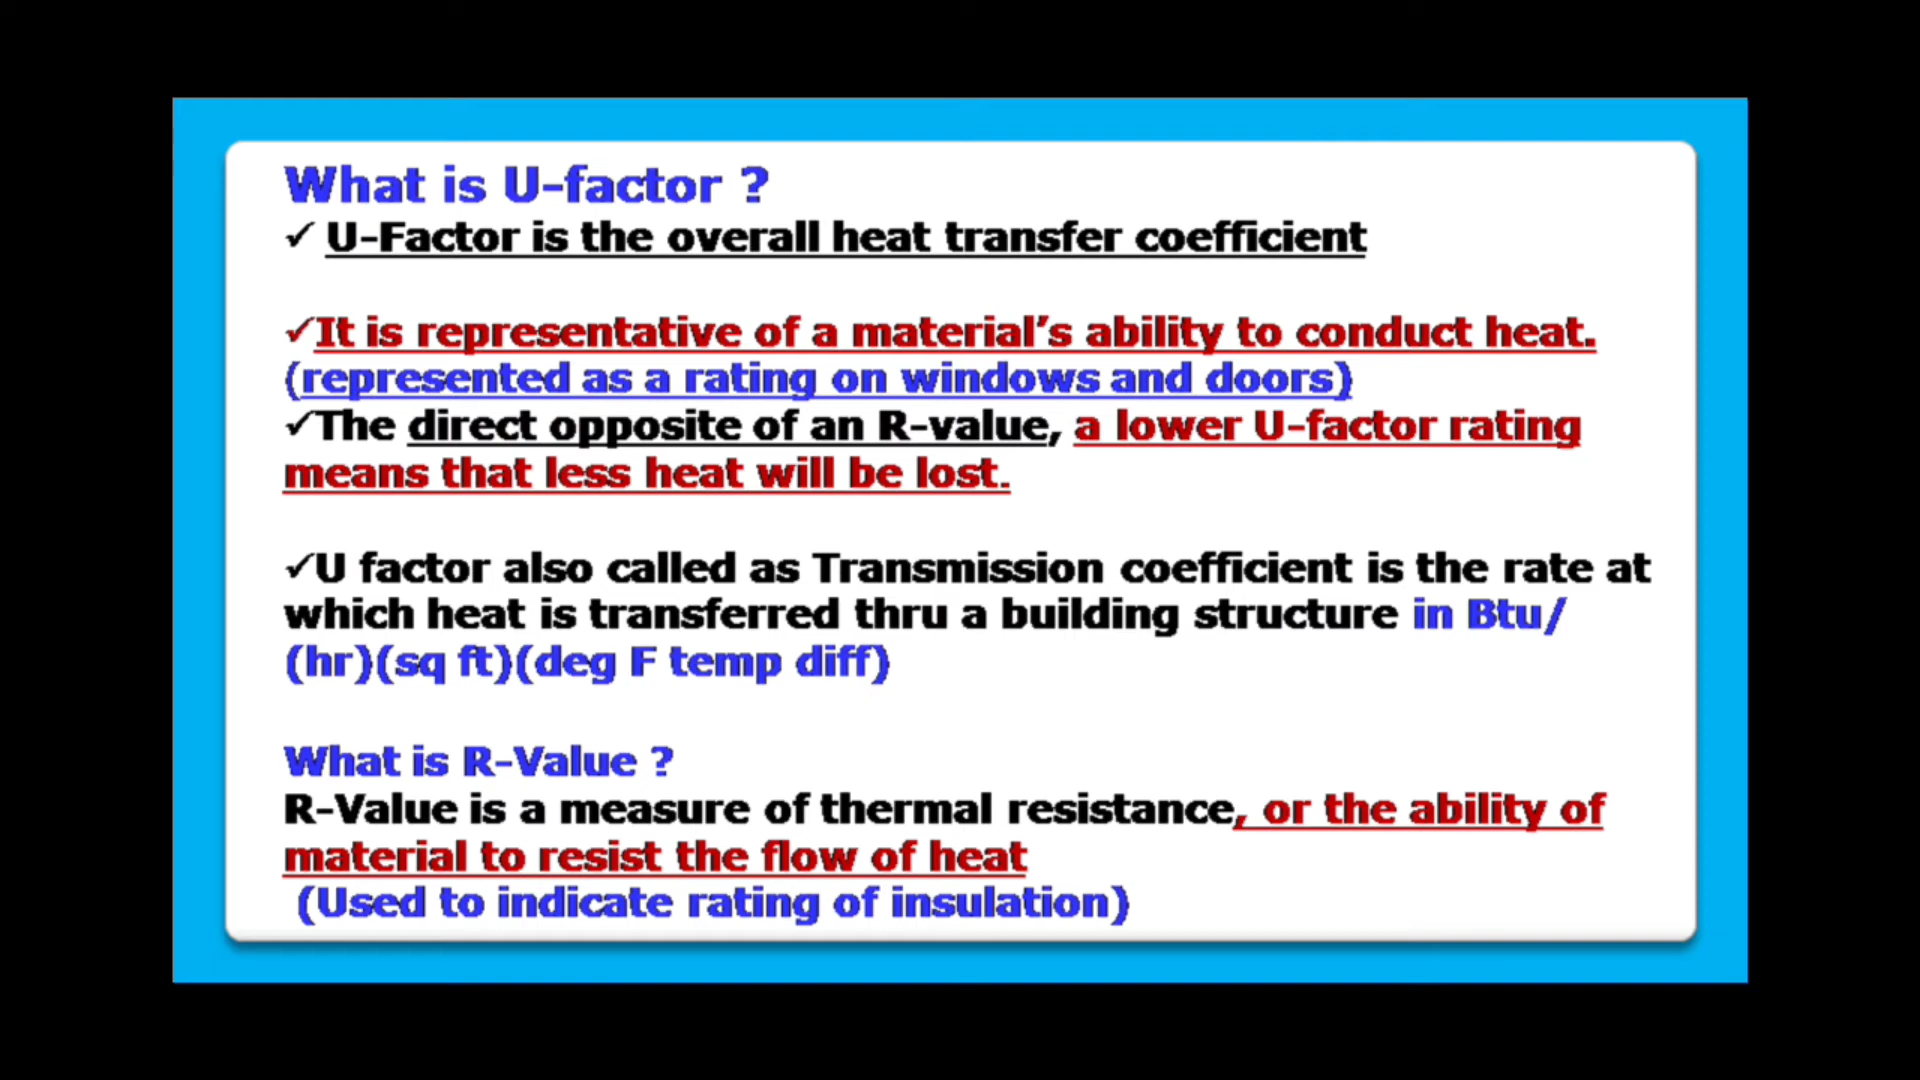 What is U-factor ?
✓ U-Factor is the overall heat transfer coefficient
✓It is representative of a material’s ability to conduct heat.
(represented as a rating on windows and doors)
✓The direct opposite of an R-value, a lower U-factor rating
means that less heat will be lost.
✓U factor also called as Transmission coefficient is the rate at
which heat is transferred thru a building structure in Btu/
(hr)(sq ft)(deg F temp diff)
What is R-Value ?
R-Value is a measure of thermal resistance, or the ability of
material to resist the flow of heat
(Used to indicate rating of insulation)